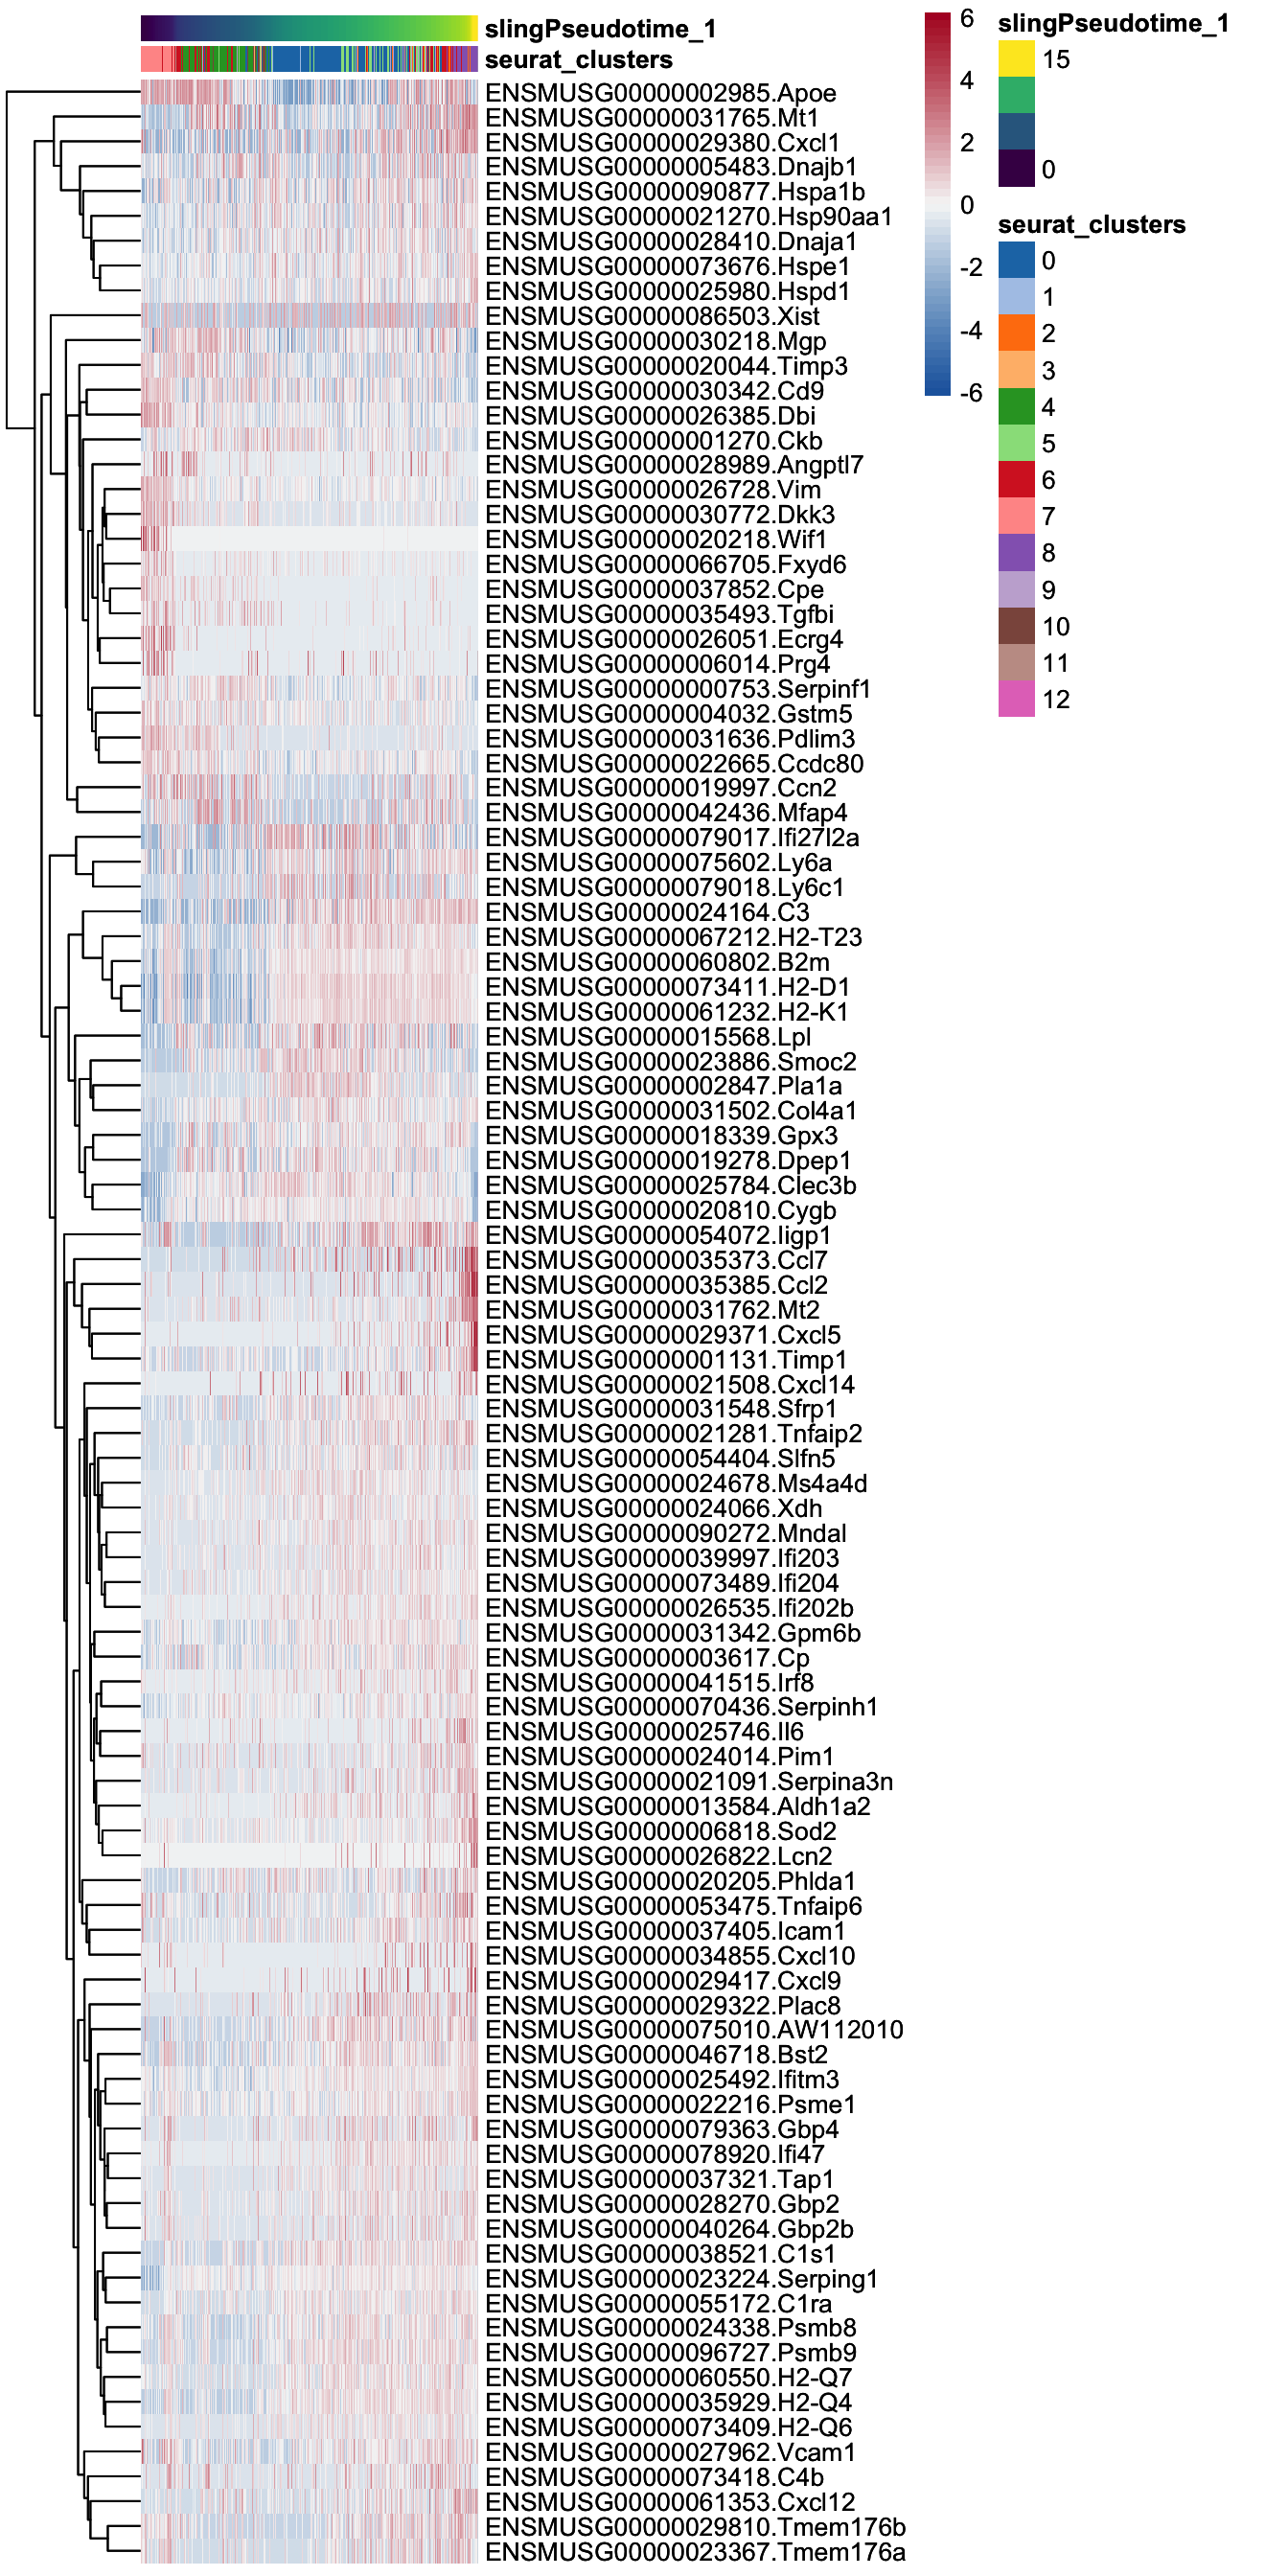 slingPseudotime_1
seurat_clusters
ENSMUSG00000002985.Apoe
ENSMUSG00000031765.Mt1
ENSMUSG00000029380.Cxcl1
ENSMUSG00000005483.Dnajb1
ENSMUSG00000090877.Hspa1b
ENSMUSG00000021270.Hsp90aa1
ENSMUSG00000028410.Dnaja1
ENSMUSG00000073676.Hspe1
ENSMUSG00000025980.Hspd1
ENSMUSG00000086503.Xist
ENSMUSG00000030218.Mgp
ENSMUSG00000020044.Timp3
ENSMUSG00000030342.Cd9
ENSMUSG00000026385.Dbi
ENSMUSG00000001270.Ckb
ENSMUSG00000028989.Angptl7
ENSMUSG00000026728.Vim
ENSMUSG00000030772.Dkk3
ENSMUSG00000020218.Wif1
ENSMUSG00000066705.Fxyd6
ENSMUSG00000037852.Cpe
ENSMUSG00000035493.Tgfbi
ENSMUSG00000026051.Ecrg4
ENSMUSG00000006014.Prg4
ENSMUSG00000000753.Serpinf1
ENSMUSG00000004032.Gstm5
ENSMUSG00000031636.Pdlim3
ENSMUSG00000022665.Ccdc80
ENSMUSG00000019997.Ccn2
ENSMUSG00000042436.Mfap4
ENSMUSG00000079017.Ifi27l2a
ENSMUSG00000075602.Ly6a
ENSMUSG00000079018.Ly6c1
ENSMUSG00000024164.C3
ENSMUSG00000067212.H2-T23
ENSMUSG00000060802.B2m
ENSMUSG00000073411.H2-D1
ENSMUSG00000061232.H2-K1
ENSMUSG00000015568.Lpl
ENSMUSG00000023886.Smoc2
ENSMUSG00000002847.Pla1a
ENSMUSG00000031502.Col4a1
ENSMUSG00000018339.Gpx3
ENSMUSG00000019278.Dpep1
ENSMUSG00000025784.Clec3b
ENSMUSG00000020810.Cygb
ENSMUSG00000054072.Iigp1
ENSMUSG00000035373.Ccl7
ENSMUSG00000035385.Ccl2
ENSMUSG00000031762.Mt2
ENSMUSG00000029371.Cxcl5
ENSMUSG00000001131.Timp1
ENSMUSG00000021508.Cxcl14
ENSMUSG00000031548.Sfrp1
ENSMUSG00000021281.Tnfaip2
ENSMUSG00000054404.Slfn5
ENSMUSG00000024678.Ms4a4d
ENSMUSG00000024066.Xdh
ENSMUSG00000090272.Mndal
ENSMUSG00000039997.Ifi203
ENSMUSG00000073489.Ifi204
ENSMUSG00000026535.Ifi202b
ENSMUSG00000031342.Gpm6b
ENSMUSG00000003617.Cp
ENSMUSG00000041515.Irf8
ENSMUSG00000070436.Serpinh1
ENSMUSG00000025746.Il6
ENSMUSG00000024014.Pim1
ENSMUSG00000021091.Serpina3n
ENSMUSG00000013584.Aldh1a2
ENSMUSG00000006818.Sod2
ENSMUSG00000026822.Lcn2
ENSMUSG00000020205.Phlda1
ENSMUSG00000053475.Tnfaip6
ENSMUSG00000037405.Icam1
ENSMUSG00000034855.Cxcl10
ENSMUSG00000029417.Cxcl9
ENSMUSG00000029322.Plac8
ENSMUSG00000075010.AW112010
ENSMUSG00000046718.Bst2
ENSMUSG00000025492.Ifitm3
ENSMUSG00000022216.Psme1
ENSMUSG00000079363.Gbp4
ENSMUSG00000078920.Ifi47
ENSMUSG00000037321.Tap1
ENSMUSG00000028270.Gbp2
ENSMUSG00000040264.Gbp2b
ENSMUSG00000038521.C1s1
ENSMUSG00000023224.Serping1
ENSMUSG00000055172.C1ra
ENSMUSG00000024338.Psmb8
ENSMUSG00000096727.Psmb9
ENSMUSG00000060550.H2-Q7
ENSMUSG00000035929.H2-Q4
ENSMUSG00000073409.H2-Q6
ENSMUSG00000027962.Vcam1
ENSMUSG00000073418.C4b
ENSMUSG00000061353.Cxcl12
ENSMUSG00000029810.Tmem176b
ENSMUSG00000023367.Tmem176a
6
4
2
0
-2
-4
-6
slingPseudotime_1
15
0
seurat_clusters
0
1
2
3
4
5
6
7
8
9
10
11
12